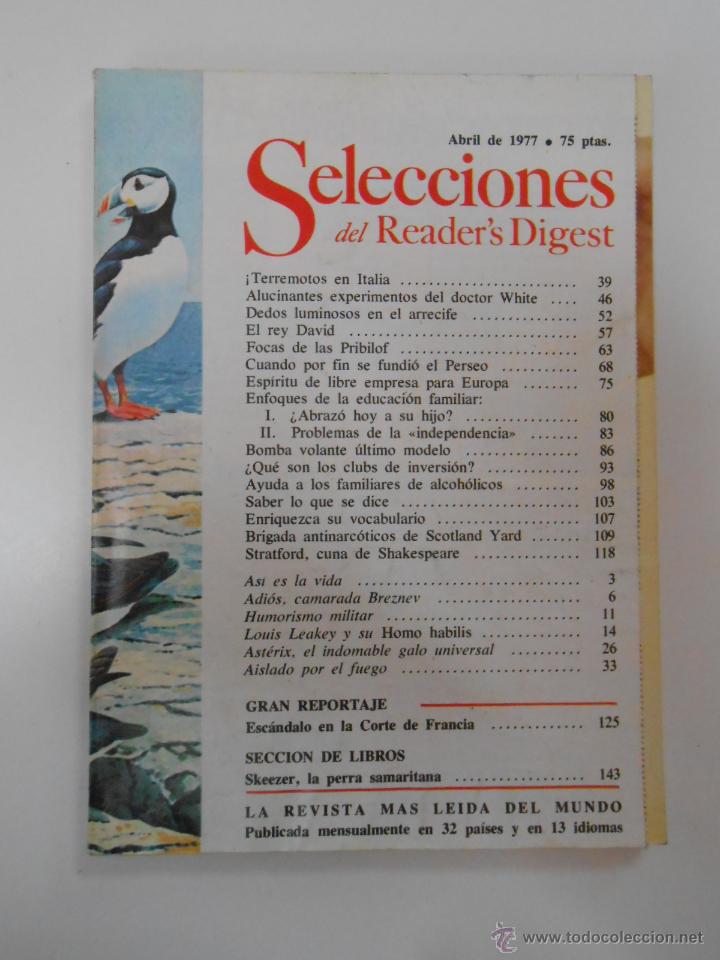 Abril de 1977 • 75 ptas.
Selecciones
del Reader's Digest
¡Terremotos en Italia ........................ 39
Alucinantes experimentos del doctor White .... 46
Dedos luminosos en el arrecife ............... 52
El rey David ............................... 57
Focas de las Pribilof ......................... 63
Cuando por fin se fundió el Perseo ........... 68
Espíritu de libre empresa para Europa ........ 75
Enfoques de la educación familiar:
I. ¿Abrazó hoy a su hijo? ................ 80
II. Problemas de la «independencia» ....... 83
Bomba volante último modelo ............... 86
¿Qué son los clubs de inversión? ............. 93
Ayuda a los familiares de alcohólicos ......... 98
Saber lo que se dice ........................ 103
Enriquezca su vocabulario ................... 107
Brigada antinarcóticos de Scotland Yard ...... 109
Stratford, cuna de Shakespeare ............... 118
Así es la vida .............................. 3
Adiós, camarada Breznev .................... 6
Humorismo militar .......................... 11
Louis Leakey y su Homo habilis .............. 14
Astérix, el indomable galo universal .......... 26
Aislado por el fuego ......................... 33
GRAN REPORTAJE
Escándalo en la Corte de Francia ............. 125
SECCION DE LIBROS
Skeezer, la perra samaritana .................. 143
LA REVISTA MAS LEIDA DEL MUNDO
Publicada mensualmente en 32 países y en 13 idiomas
© www.todocoleccion.net